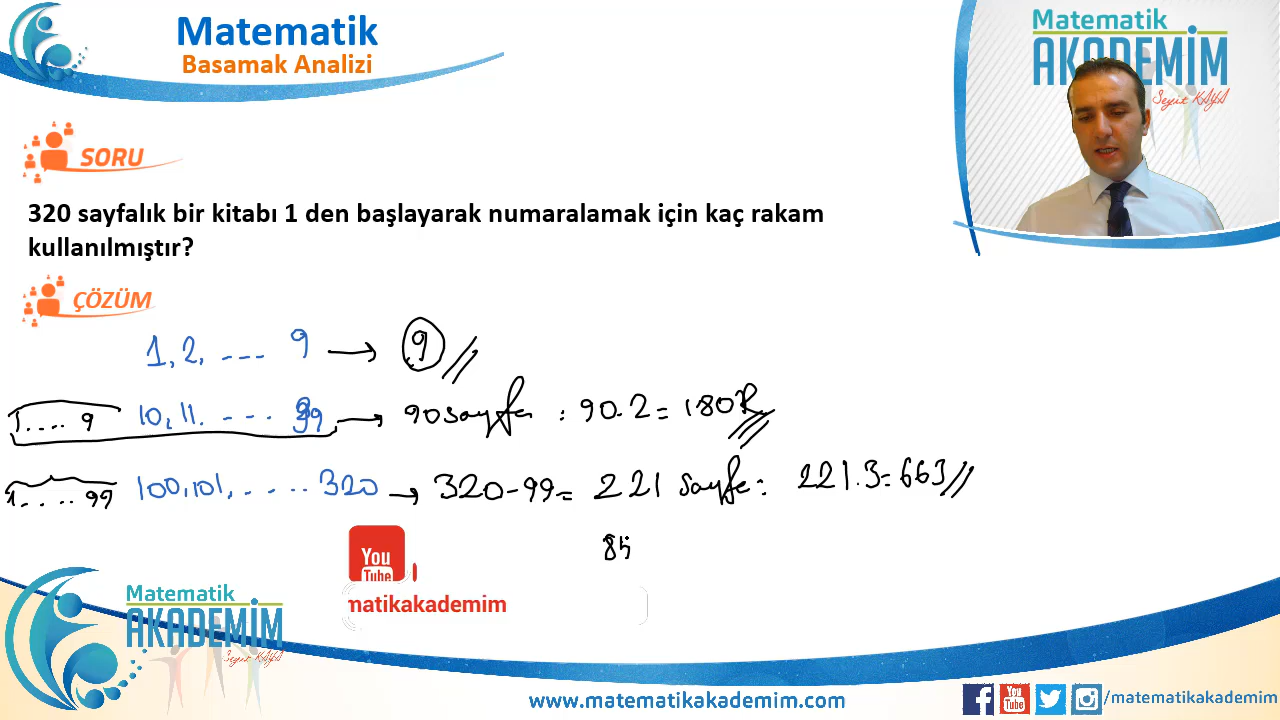 Matematik
Basamak Analizi
Matematik
AKADEMİM
Seyit KAYA
SORU
320 sayfalık bir kitabı 1 den başlayarak numaralamak için kaç rakam
kullanılmıştır?
ÇÖZÜM
1, 2, ---- 9 → 9
1.... 9 10, 11, - - - . 99 → 90 sayfa : 90.2 = 180R
1.....99 100, 101, ..... 320 → 320-99= 221 sayfa: 221.3=663
85
You
Tube
matikakademim
Matematik
AKADEMİM
Seyit KAYA
www.matematikakademim.com
You
Tube
/matematikakademim